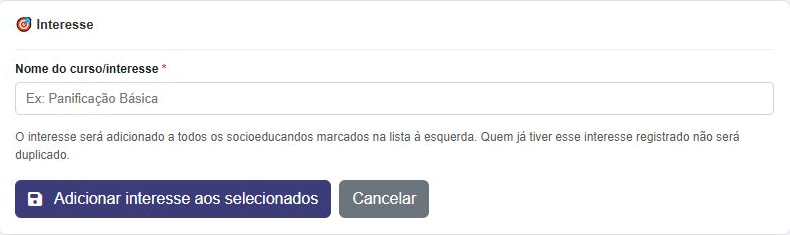 Interesse
Nome do curso/interesse *
Ex: Panificação Básica
O interesse será adicionado a todos os socioeducandos marcados na lista à esquerda. Quem já tiver esse interesse registrado não será
duplicado.
Adicionar interesse aos selecionados
Cancelar